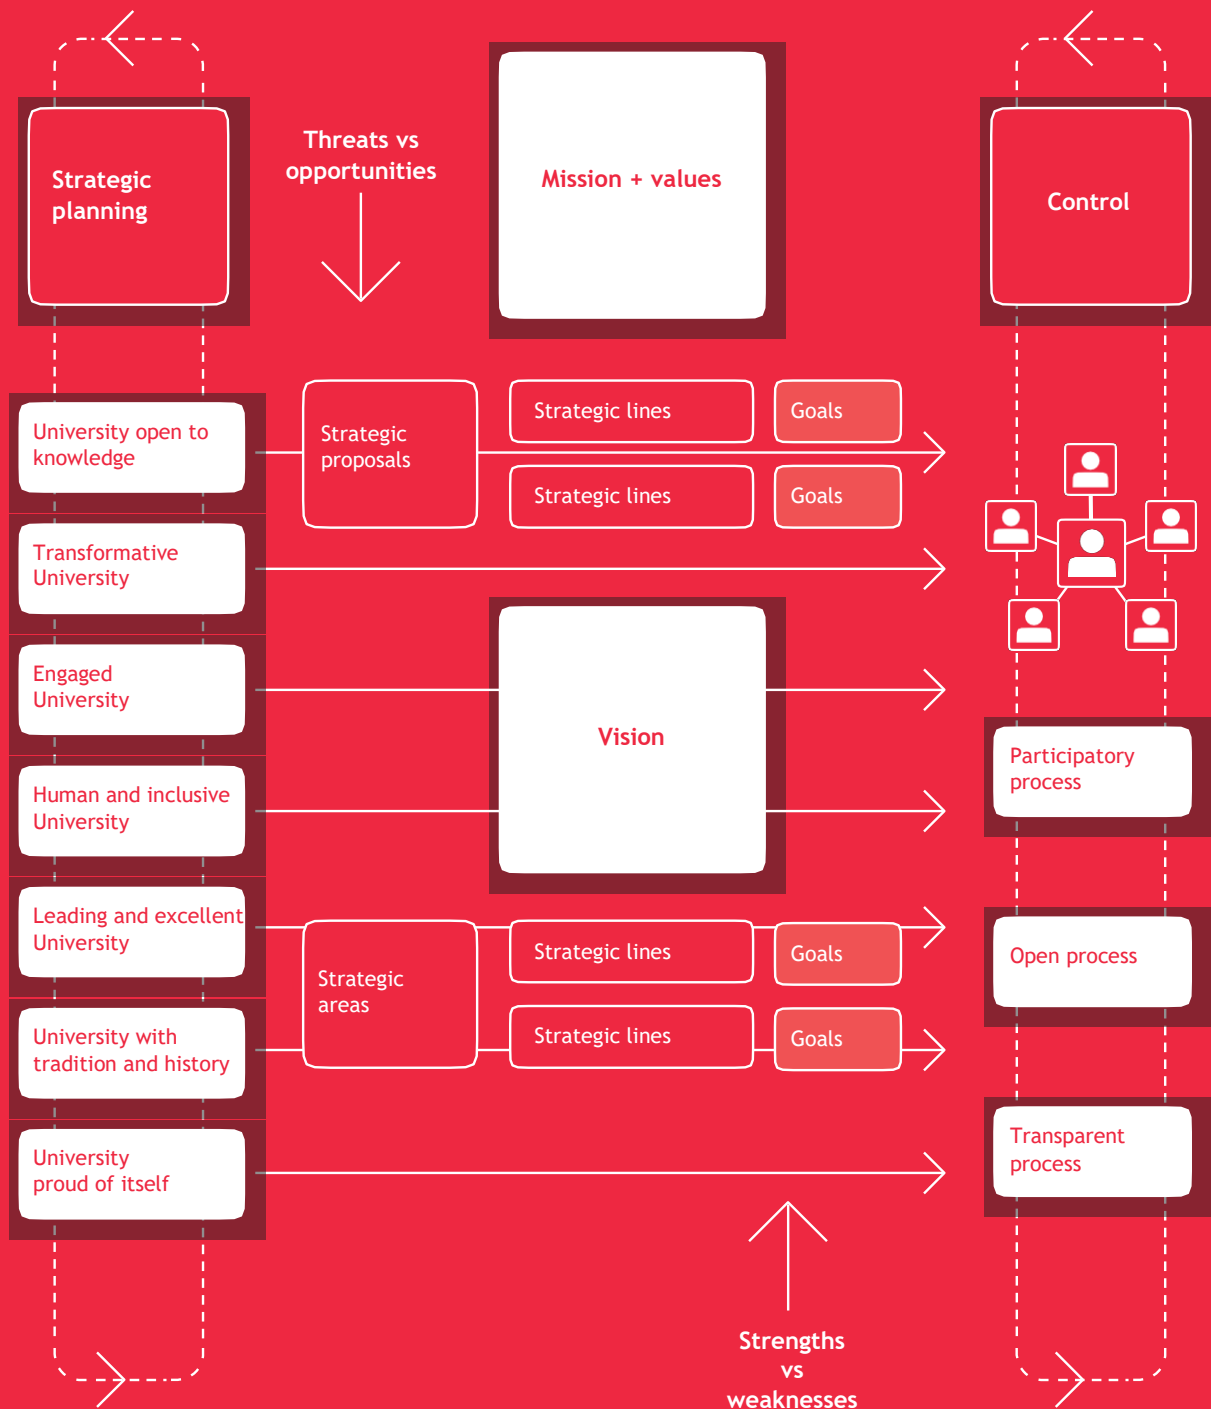 Strategic
planning
Threats vs
opportunities
Mission + values
Control
University open to
knowledge
Strategic
proposals
Strategic lines
Goals
Strategic lines
Goals
Transformative
University
Engaged
University
Vision
Human and inclusive
University
Participatory
process
Leading and excellent
University
Strategic
areas
Strategic lines
Goals
Open process
University with
tradition and history
Strategic lines
Goals
University
proud of itself
Transparent
process
Strengths
vs
weaknesses